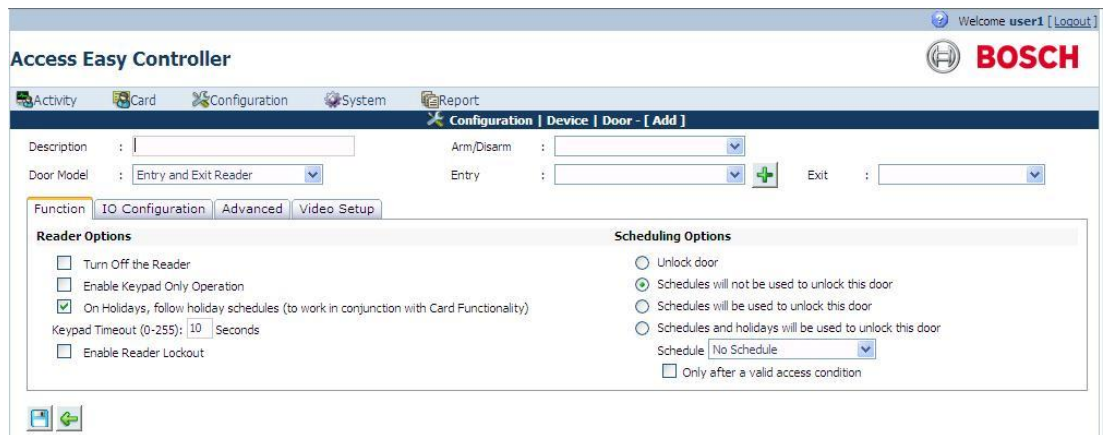 Welcome user1 [ Logout ]
Access Easy Controller
BOSCH
Activity Card Configuration System Report
Configuration | Device | Door - [ Add ]
Description : Arm/Disarm :
Door Model : Entry and Exit Reader Entry : Exit :
Function IO Configuration Advanced Video Setup
Reader Options Scheduling Options
Turn Off the Reader Unlock door
Enable Keypad Only Operation Schedules will not be used to unlock this door
On Holidays, follow holiday schedules (to work in conjunction with Card Functionality) Schedules will be used to unlock this door
Keypad Timeout (0-255): 10 Seconds Schedules and holidays will be used to unlock this door
Enable Reader Lockout Schedule No Schedule
Only after a valid access condition